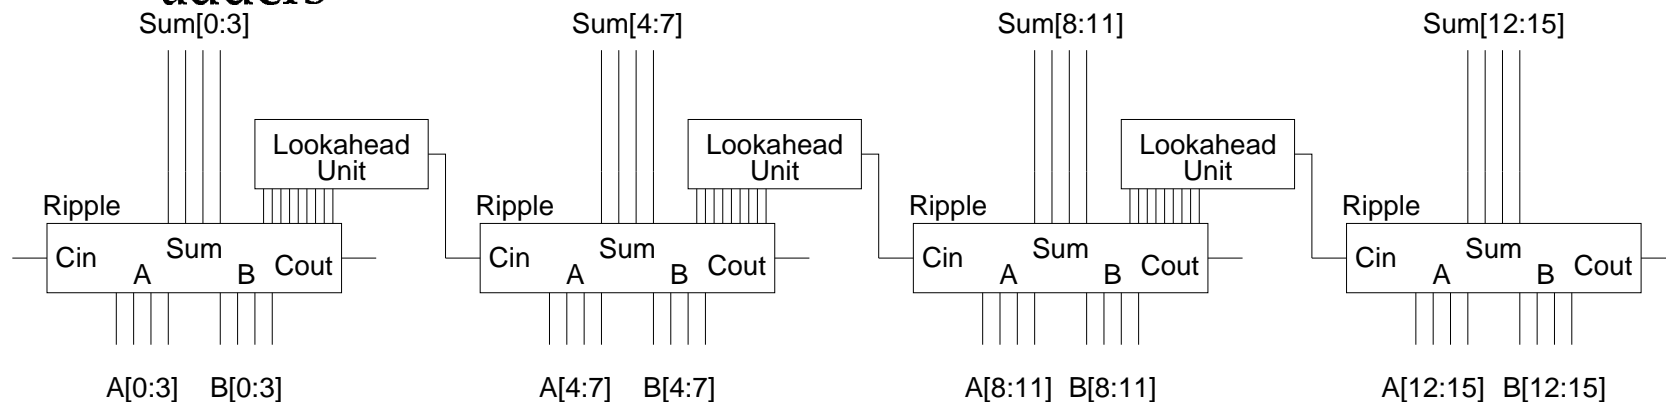 adders
Sum[0:3] Sum[4:7] Sum[8:11] Sum[12:15]
Lookahead Unit Lookahead Unit Lookahead Unit
Ripple Ripple Ripple Ripple
Cin A Sum B Cout Cin A Sum B Cout Cin A Sum B Cout Cin A Sum B Cout
A[0:3] B[0:3] A[4:7] B[4:7] A[8:11] B[8:11] A[12:15] B[12:15]